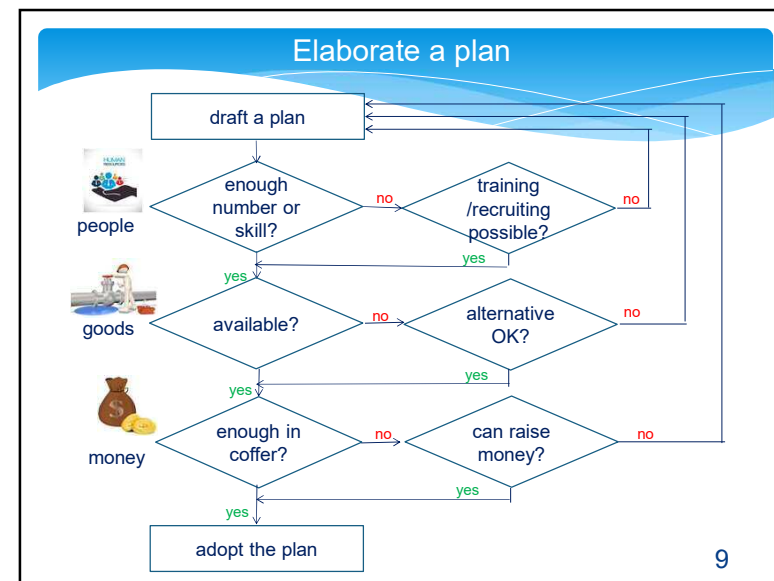 Elaborate a plan
draft a plan
HUMAN
RESOURCES
people
enough
number or
skill?
no
training
/recruiting
possible?
no
yes
yes
goods
available?
no
alternative
OK?
no
yes
yes
$
money
enough in
coffer?
no
can raise
money?
no
yes
yes
adopt the plan
9